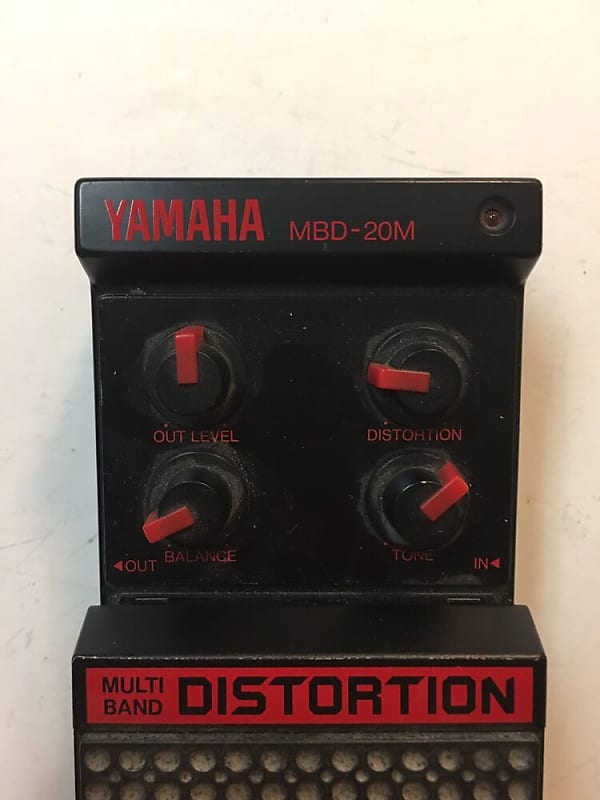 YAMAHA MBD-20M
OUT LEVEL DISTORTION
BALANCE TONE
◄OUT IN◄
MULTI BAND DISTORTION